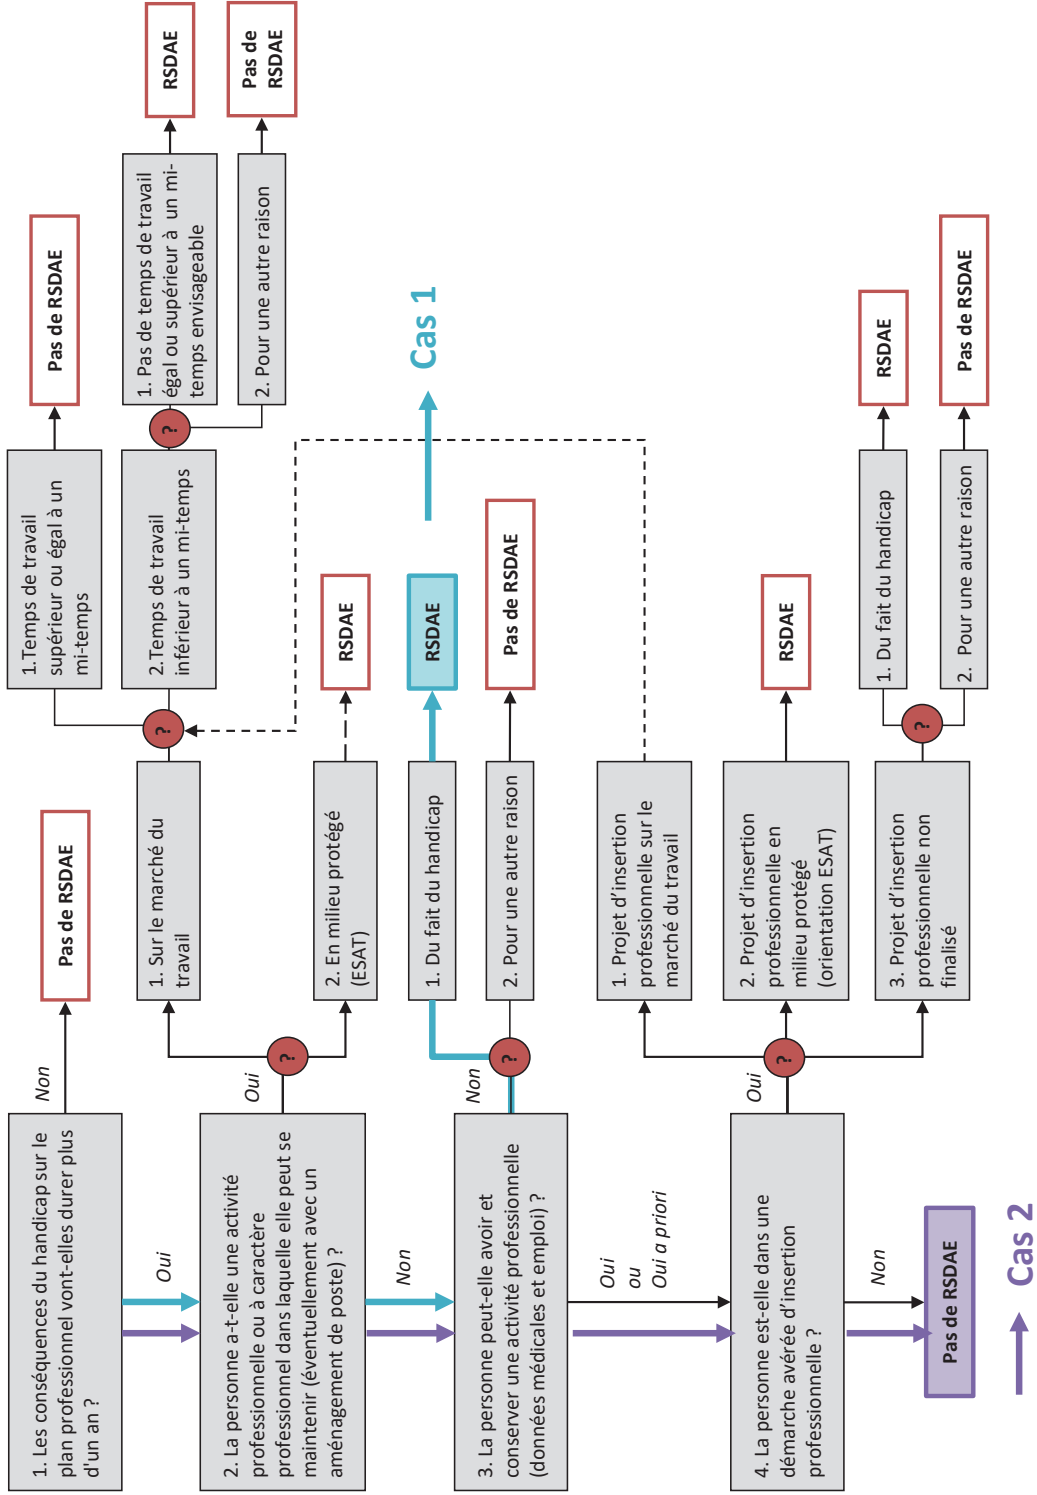 1. Les conséquences du handicap sur le
plan professionnel vont-elles durer plus
d'un an ?
Non
Pas de RSDAE
Oui
2. La personne a-t-elle une activité
professionnelle ou à caractère
professionnel dans laquelle elle peut se
maintenir (éventuellement avec un
aménagement de poste) ?
Oui
?
1. Sur le marché du
travail
?
1.Temps de travail
supérieur ou égal à un
mi-temps
Pas de RSDAE
2.Temps de travail
inférieur à un mi-temps
?
1. Pas de temps de travail
égal ou supérieur à un mi-
temps envisageable
RSDAE
2. Pour une autre raison
Pas de
RSDAE
2. En milieu protégé
(ESAT)
RSDAE
Non
3. La personne peut-elle avoir et
conserver une activité professionnelle
(données médicales et emploi) ?
Non
?
1. Du fait du handicap
RSDAE
Cas 1
2. Pour une autre raison
Pas de RSDAE
Oui
ou
Oui a priori
4. La personne est-elle dans une
démarche avérée d'insertion
professionnelle ?
Oui
?
1. Projet d'insertion
professionnelle sur le
marché du travail
2. Projet d'insertion
professionnelle en
milieu protégé
(orientation ESAT)
RSDAE
3. Projet d'insertion
professionnelle non
finalisé
?
1. Du fait du handicap
RSDAE
2. Pour une autre raison
Pas de RSDAE
Non
Pas de RSDAE
Cas 2